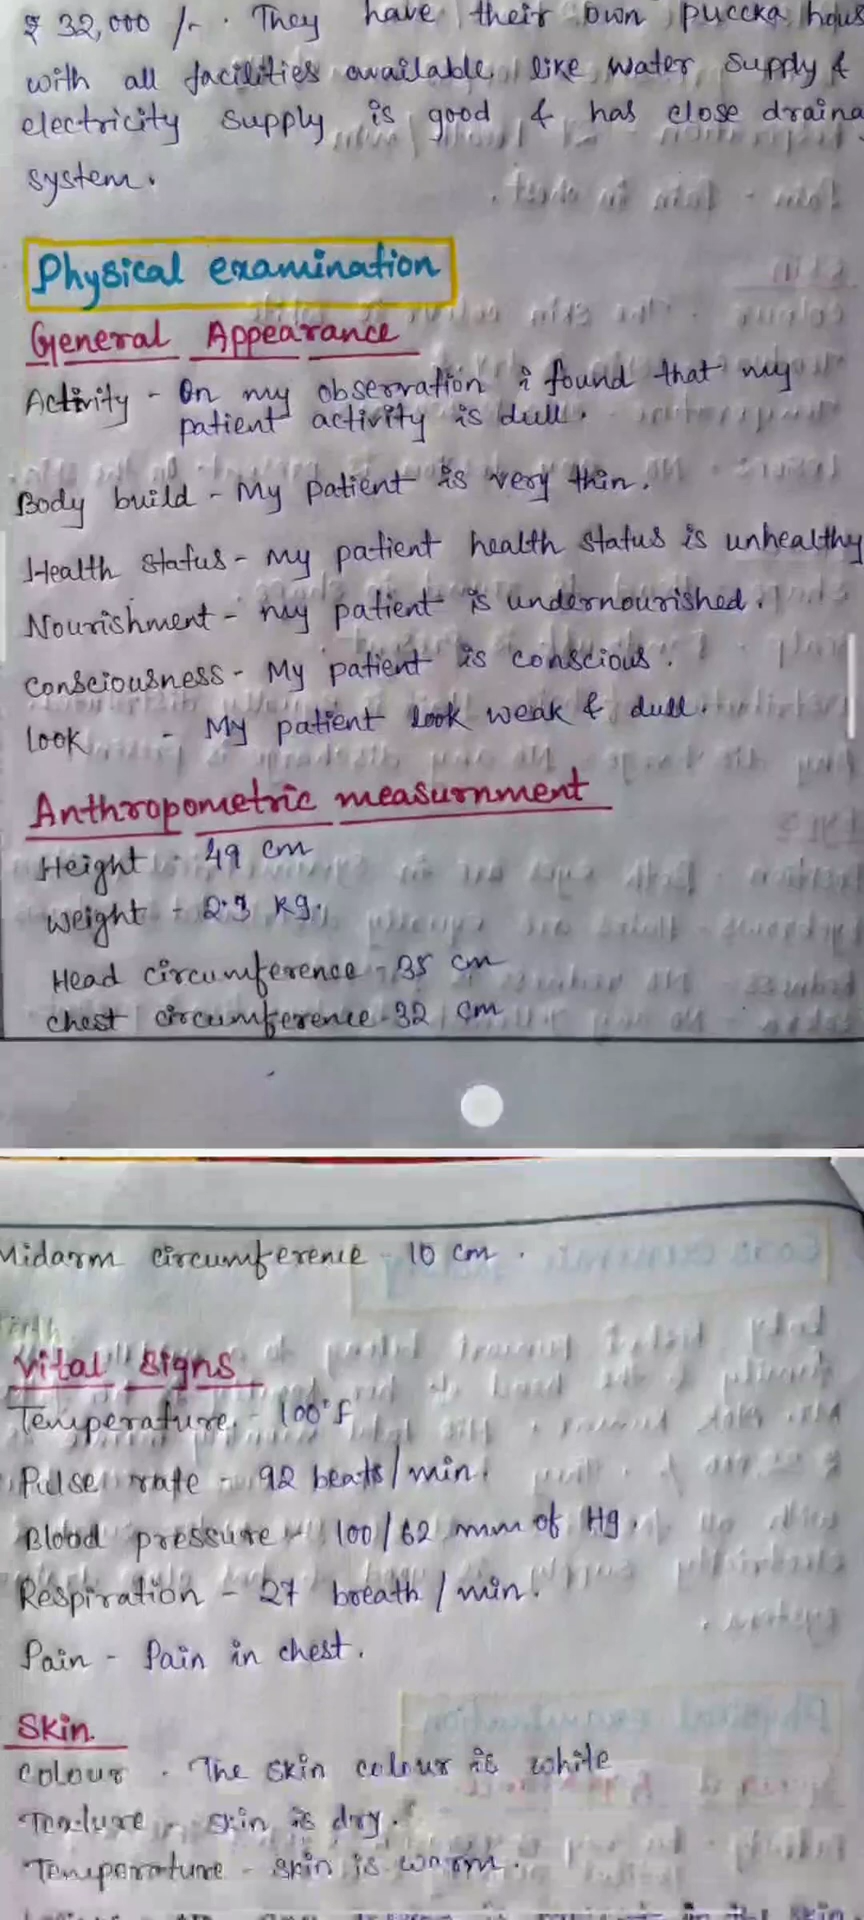 ₹ 32,000 /-. They have their own puccka hous
with all facilities available like water supply &
electricity supply is good & has close draina
system.
Physical examination
General Appearance
Activity - On my observation i found that my
patient activity is dull.
Body build - My patient is very thin.
Health status - my patient health status is unhealthy
Nourishment - my patient is undernourished.
Consciousness - My patient is conscious.
look - My patient look weak & dull.
Anthropometric measurnment
Height - 49 cm
weight - 2.3 kg.
Head circumference - 35 cm
chest circumference - 32 cm
Midarm circumference - 10 cm.
Vital signs
Temperature - 100°f
Pulse rate - 92 beats/min.
Blood pressure - 100/62 mm of Hg.
Respiration - 27 breath/min.
Pain - Pain in chest.
Skin
Colour - The skin colour is white
Texture - skin is dry.
Temperature - skin is warm.